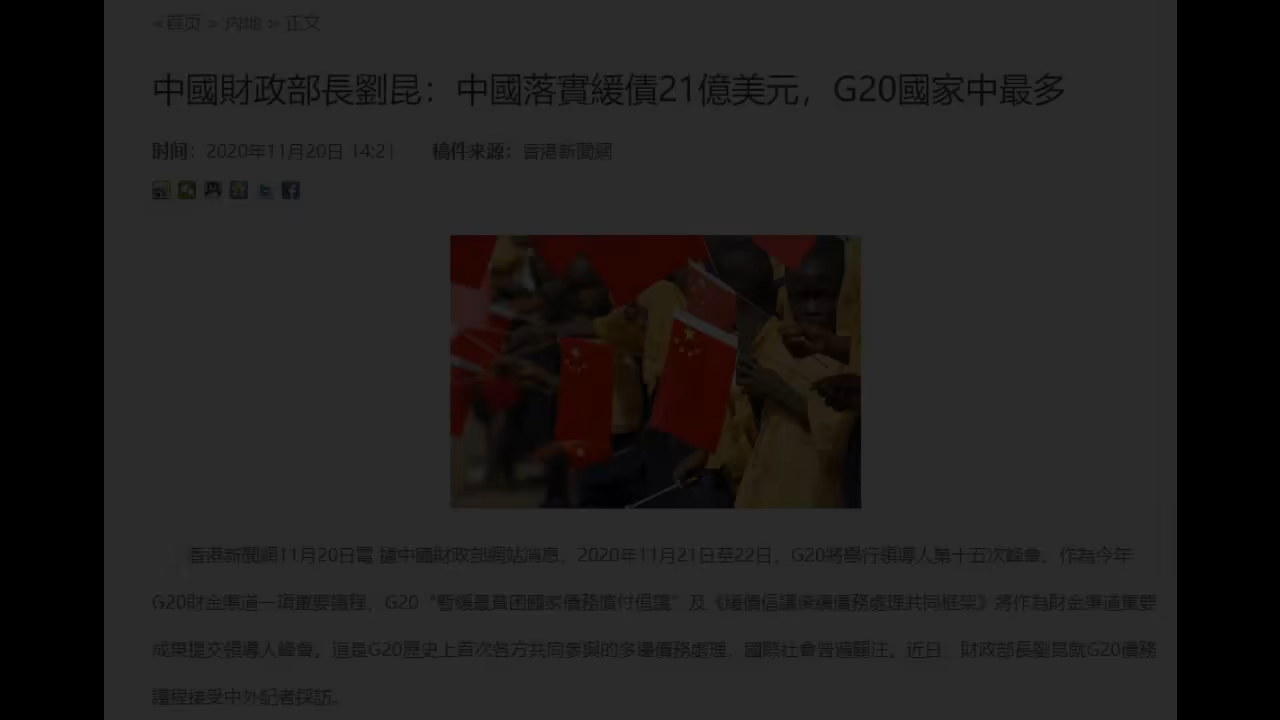 首页 » 内地 » 正文
中國財政部長劉昆：中國落實緩債21億美元，G20國家中最多
时间：2020年11月20日 14:21 稿件来源：香港新聞網
香港新聞網11月20日電 據中國財政部網站消息，2020年11月21日至22日，G20將舉行領導人第十五次峰會。作為今年
G20財金渠道一項重要議程，G20“暫緩最貧困國家債務償付倡議”及《緩債倡議後續債務處理共同框架》將作為財金渠道重要
成果提交領導人峰會。這是G20歷史上首次各方共同參與的多邊債務處理，國際社會普遍關注。近日，財政部長劉昆就G20債務
議程接受中外記者採訪。